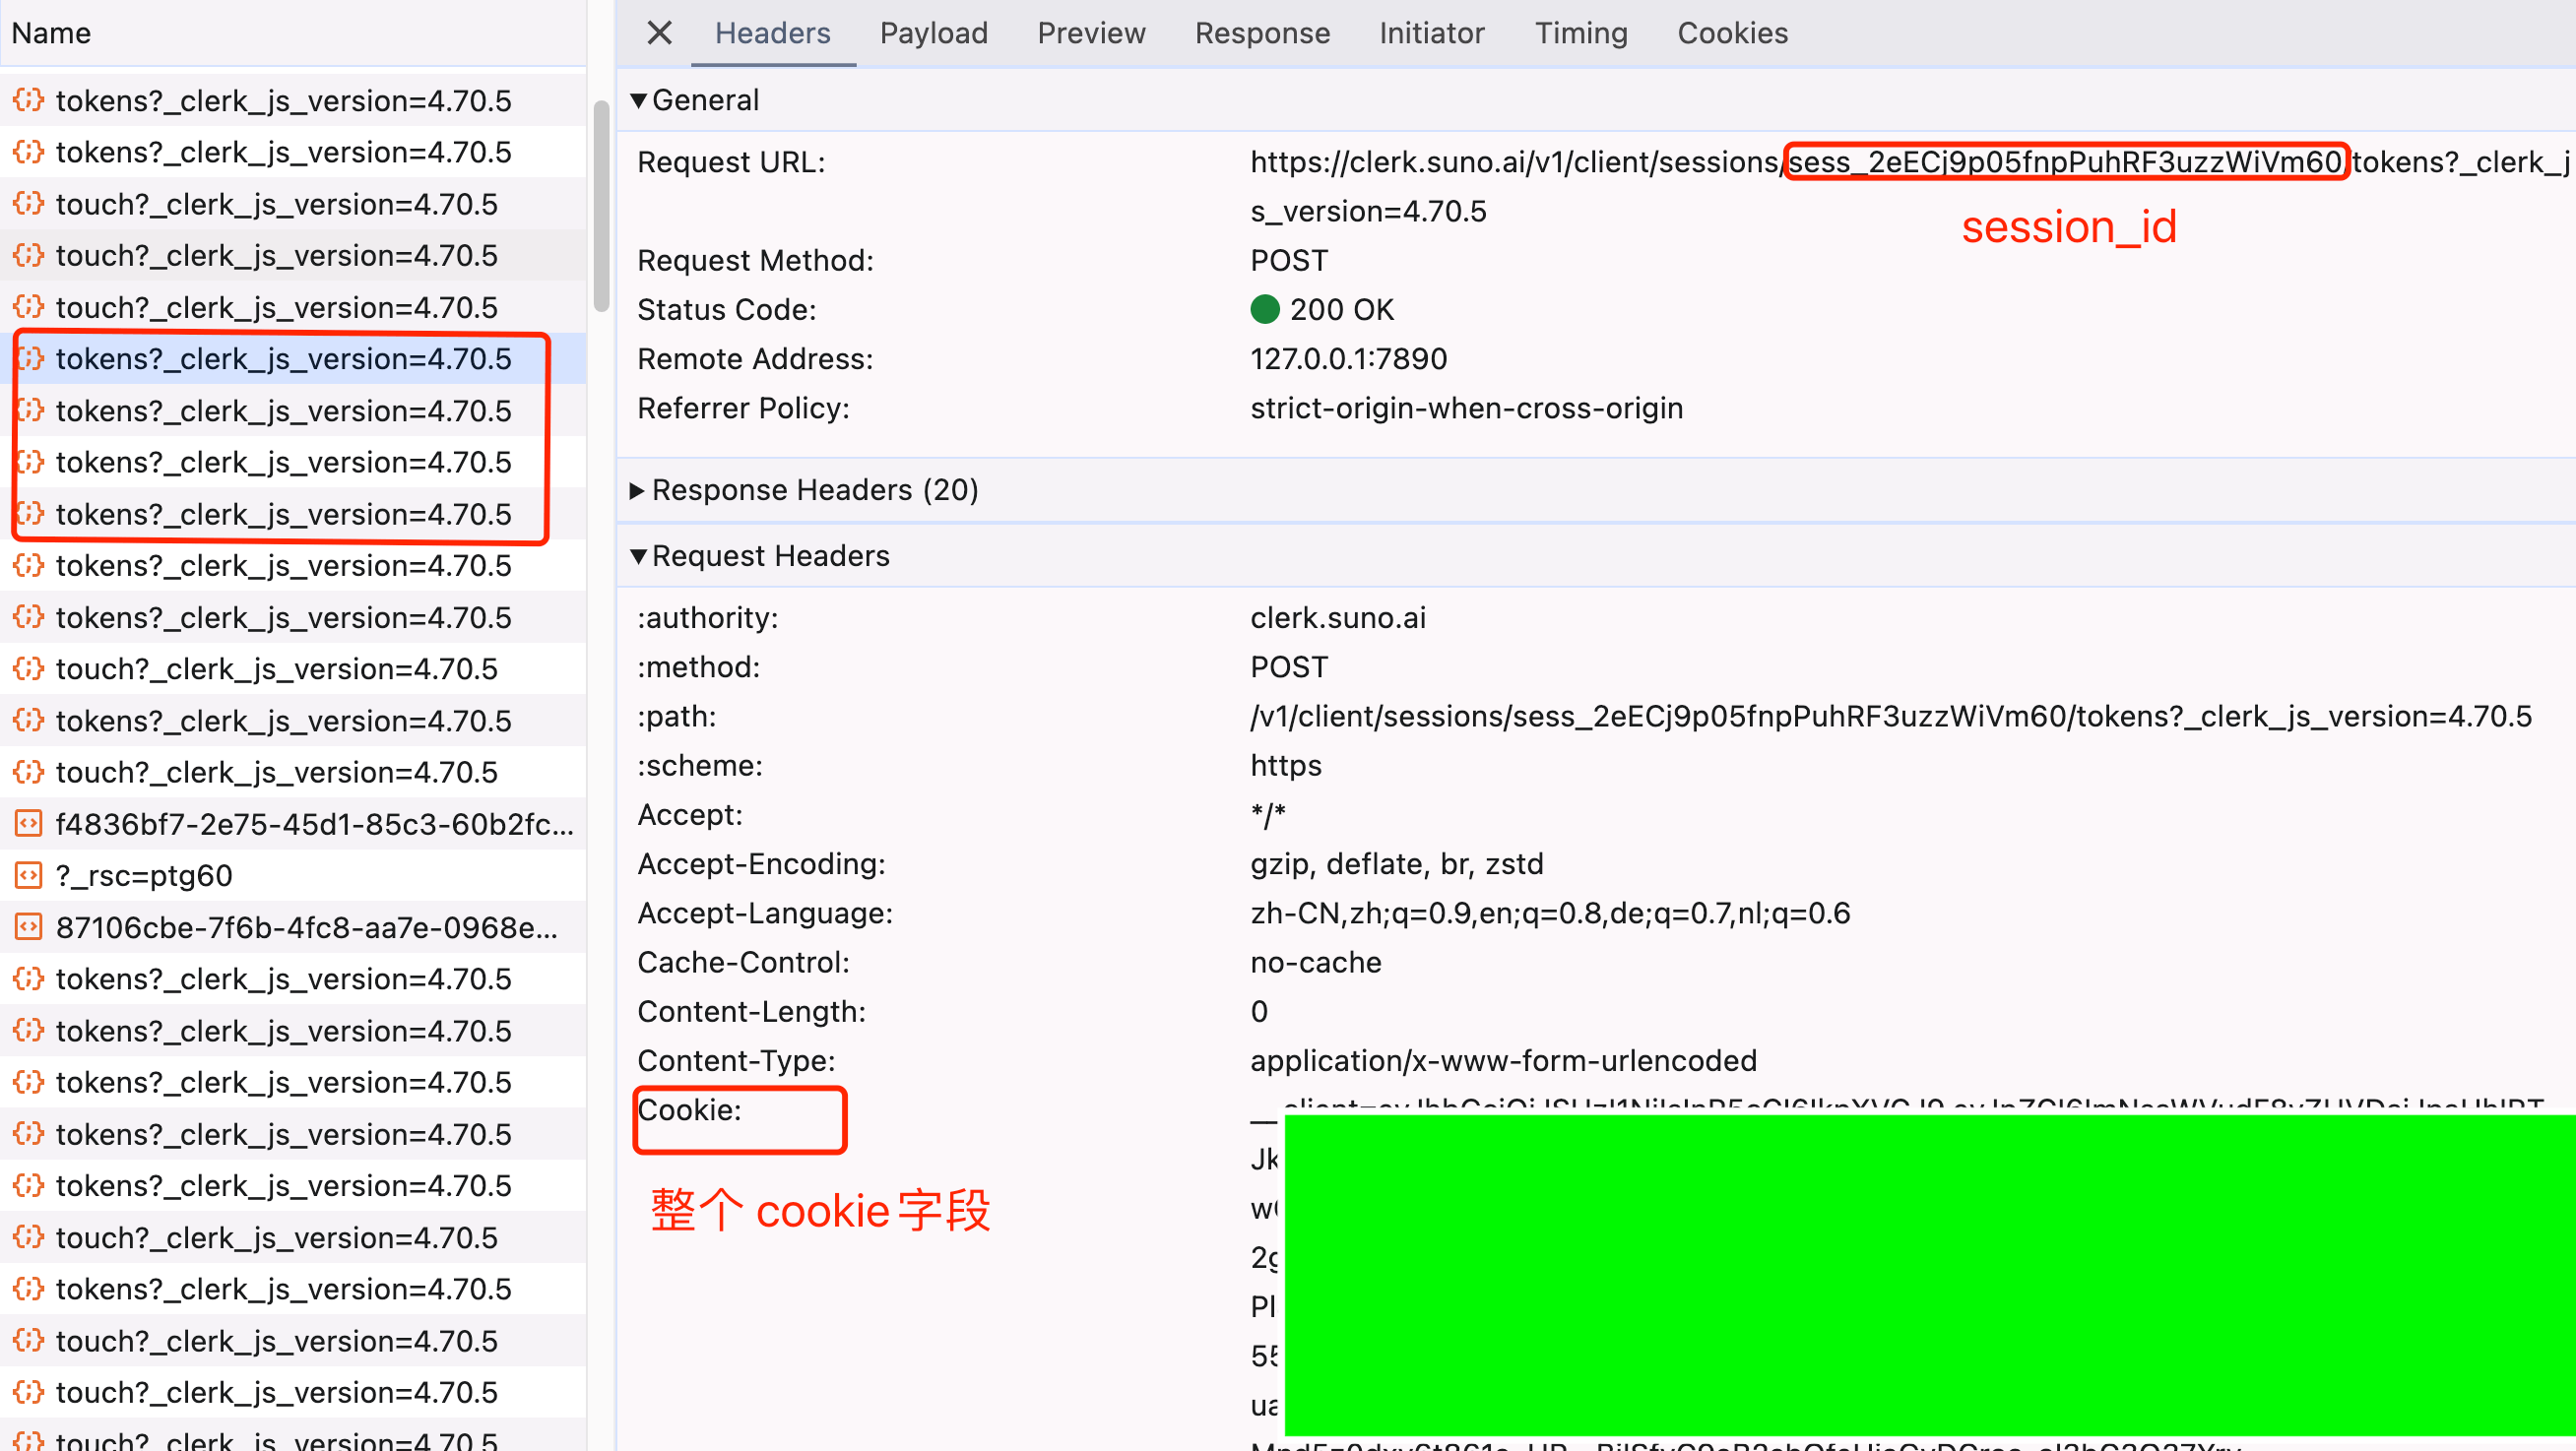 Name
tokens?_clerk_js_version=4.70.5
tokens?_clerk_js_version=4.70.5
touch?_clerk_js_version=4.70.5
touch?_clerk_js_version=4.70.5
touch?_clerk_js_version=4.70.5
tokens?_clerk_js_version=4.70.5
tokens?_clerk_js_version=4.70.5
tokens?_clerk_js_version=4.70.5
tokens?_clerk_js_version=4.70.5
tokens?_clerk_js_version=4.70.5
tokens?_clerk_js_version=4.70.5
touch?_clerk_js_version=4.70.5
tokens?_clerk_js_version=4.70.5
touch?_clerk_js_version=4.70.5
f4836bf7-2e75-45d1-85c3-60b2fc...
?_rsc=ptg60
87106cbe-7f6b-4fc8-aa7e-0968e...
tokens?_clerk_js_version=4.70.5
tokens?_clerk_js_version=4.70.5
tokens?_clerk_js_version=4.70.5
tokens?_clerk_js_version=4.70.5
tokens?_clerk_js_version=4.70.5
touch?_clerk_js_version=4.70.5
tokens?_clerk_js_version=4.70.5
touch?_clerk_js_version=4.70.5
touch?_clerk_js_version=4.70.5
touch?_clerk_js_version=4.70.5
Headers Payload Preview Response Initiator Timing Cookies
General
Request URL: https://clerk.suno.ai/v1/client/sessions/sess_2eECj9p05fnpPuhRF3uzzWiVm60/tokens?_clerk_j
s_version=4.70.5
session_id
Request Method: POST
Status Code: 200 OK
Remote Address: 127.0.0.1:7890
Referrer Policy: strict-origin-when-cross-origin
Response Headers (20)
Request Headers
:authority: clerk.suno.ai
:method: POST
:path: /v1/client/sessions/sess_2eECj9p05fnpPuhRF3uzzWiVm60/tokens?_clerk_js_version=4.70.5
:scheme: https
Accept: */*
Accept-Encoding: gzip, deflate, br, zstd
Accept-Language: zh-CN,zh;q=0.9,en;q=0.8,de;q=0.7,nl;q=0.6
Cache-Control: no-cache
Content-Length: 0
Content-Type: application/x-www-form-urlencoded
Cookie:
整个 cookie 字段